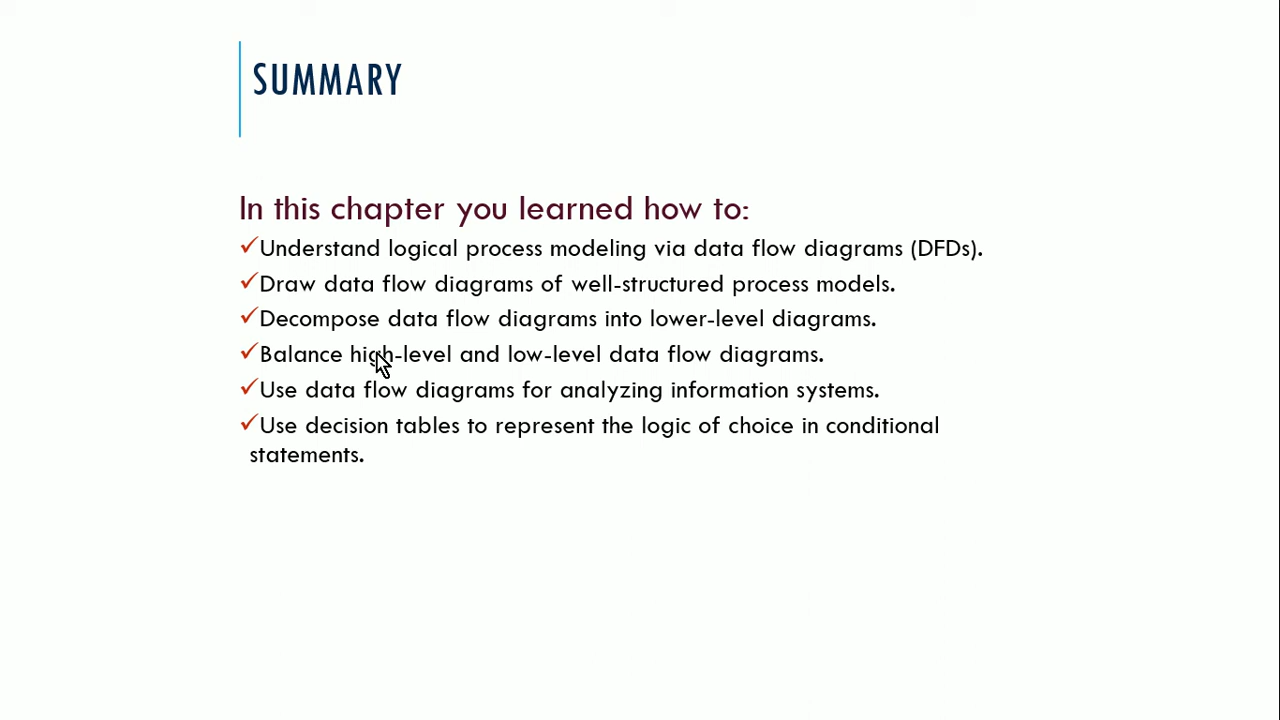 SUMMARY
In this chapter you learned how to:
✓Understand logical process modeling via data flow diagrams (DFDs).
✓Draw data flow diagrams of well-structured process models.
✓Decompose data flow diagrams into lower-level diagrams.
✓Balance high-level and low-level data flow diagrams.
✓Use data flow diagrams for analyzing information systems.
✓Use decision tables to represent the logic of choice in conditional
statements.